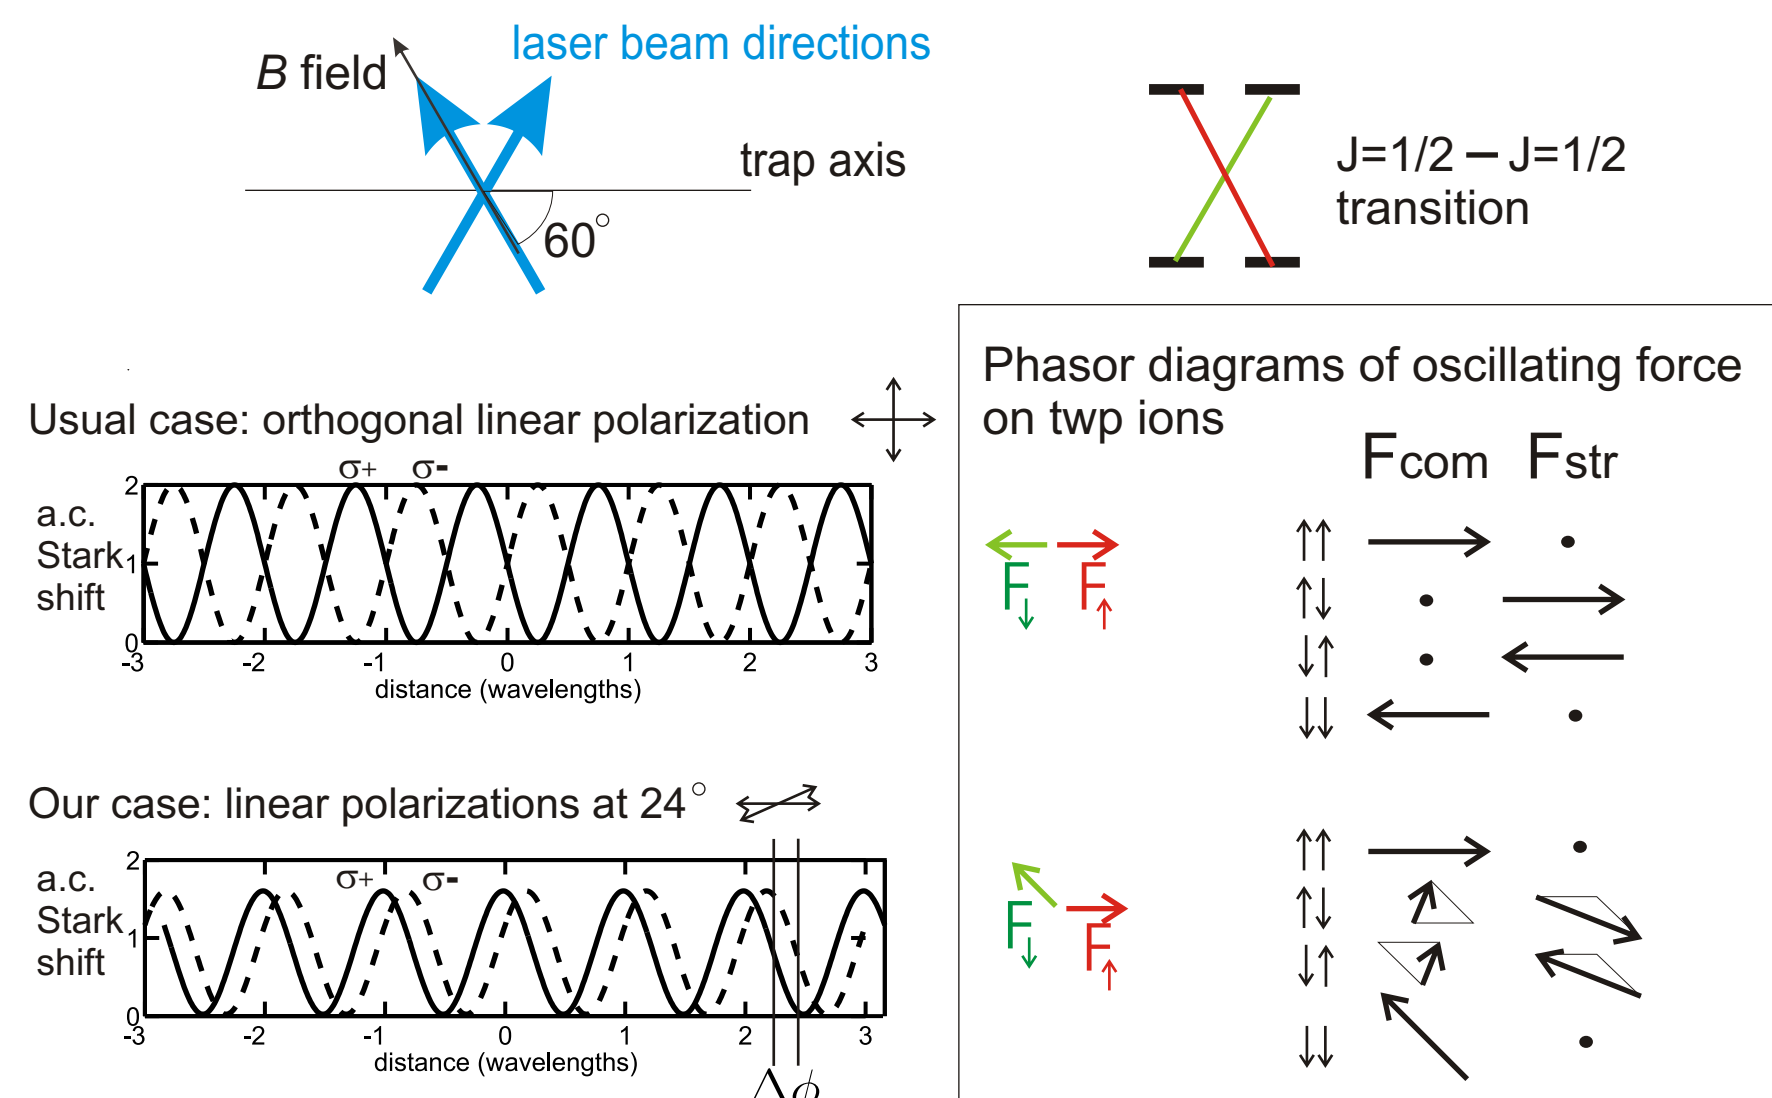 B field
laser beam directions
trap axis
60°
J=1/2 – J=1/2
transition
Usual case: orthogonal linear polarization
σ+ σ-
a.c.
Stark
shift
2
1
0
-3 -2 -1 0 1 2 3
distance (wavelengths)
Our case: linear polarizations at 24°
σ+ σ-
a.c.
Stark
shift
2
1
0
-3 -2 -1 0 1 2 3
distance (wavelengths)
Δϕ
Phasor diagrams of oscillating force
on twp ions
Fcom Fstr
F↓ F↑
↑↑
↑↓
↓↑
↓↓
F↓ F↑
↑↑
↑↓
↓↑
↓↓